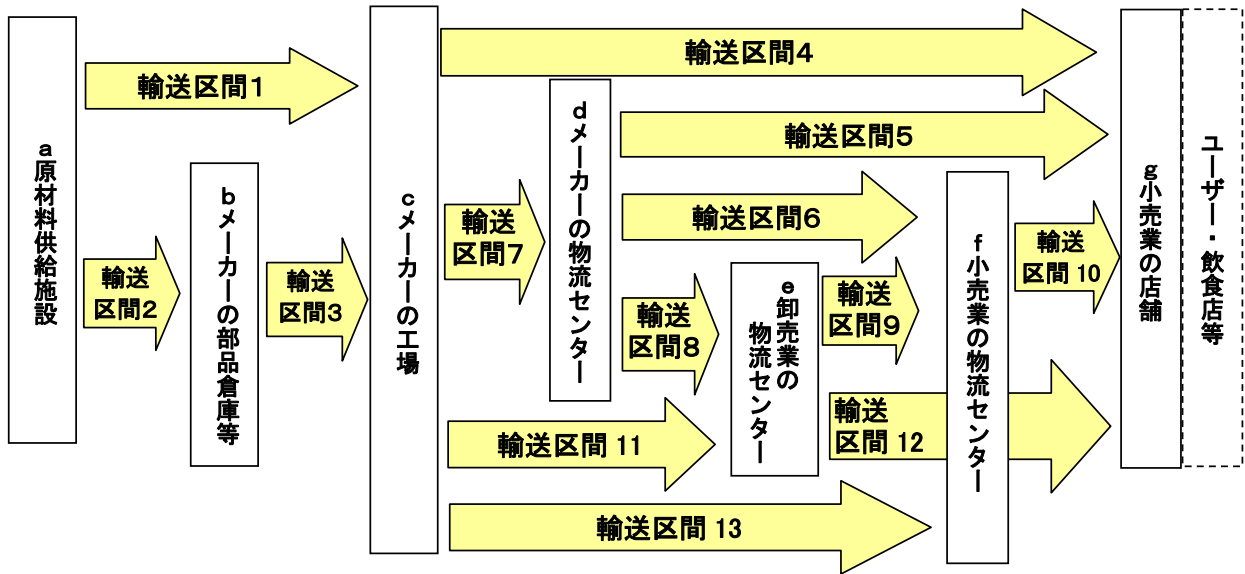 a原材料供給施設
輸送区間1
輸送
区間2
bメーカーの部品倉庫等
輸送
区間3
cメーカーの工場
輸送区間4
dメーカーの物流センター
輸送区間5
輸送区間6
輸送
区間7
輸送
区間8
e卸売業の
物流センター
輸送
区間9
f小売業の物流センター
輸送
区間 10
輸送区間 11
輸送
区間 12
輸送区間 13
g小売業の店舗
ユーザー・飲食店等